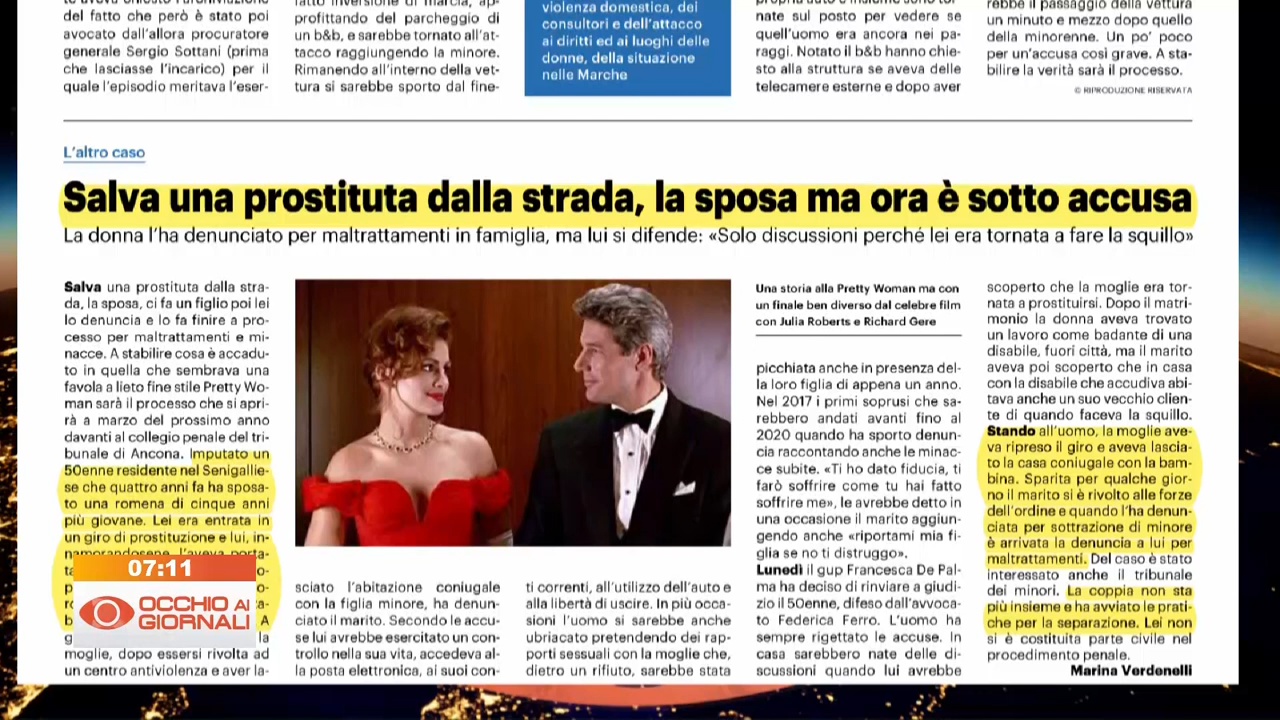 del fatto che però è stato poi
avocato dall'allora procuratore
generale Sergio Sottani (prima
che lasciasse l'incarico) per il
quale l'episodio meritava l'eser-
profittando del parcheggio di
un b&b, e sarebbe tornato all'at-
tacco raggiungendo la minore.
Rimanendo all'interno della vet-
tura si sarebbe sporto dal fine-
violenza domestica, dei
consultori e dell'attacco
ai diritti ed ai luoghi delle
donne, della situazione
nelle Marche
nate sul posto per vedere se
quell'uomo era ancora nei pa-
raggi. Notato il b&b hanno chie-
sto alla struttura se aveva delle
telecamere esterne e dopo aver
rebbe il passaggio della vettura
un minuto e mezzo dopo quello
della minorenne. Un po' poco
per un'accusa così grave. A sta-
bilire la verità sarà il processo.
© RIPRODUZIONE RISERVATA
L'altro caso
Salva una prostituta dalla strada, la sposa ma ora è sotto accusa
La donna l'ha denunciato per maltrattamenti in famiglia, ma lui si difende: «Solo discussioni perché lei era tornata a fare la squillo»
Salva una prostituta dalla stra-
da, la sposa, ci fa un figlio poi lei
lo denuncia e lo fa finire a pro-
cesso per maltrattamenti e mi-
nacce. A stabilire cosa è accadu-
to in quella che sembrava una
favola a lieto fine stile Pretty Wo-
man sarà il processo che si apri-
rà a marzo del prossimo anno
davanti al collegio penale del tri-
bunale di Ancona. Imputato un
50enne residente nel Senigallie-
se che quattro anni fa ha sposa-
to una romena di cinque anni
più giovane. Lei era entrata in
un giro di prostituzione e lui, in-
namorandosene, l'aveva porta-
07:11
OCCHIO AI
GIORNALI
moglie, dopo essersi rivolta ad
un centro antiviolenza e aver la-
sciato l'abitazione coniugale
con la figlia minore, ha denun-
ciato il marito. Secondo le accu-
se lui avrebbe esercitato un con-
trollo nella sua vita, accedeva al-
la posta elettronica, ai suoi con-
ti correnti, all'utilizzo dell'auto e
alla libertà di uscire. In più occa-
sioni l'uomo si sarebbe anche
ubriacato pretendendo dei rap-
porti sessuali con la moglie che,
dietro un rifiuto, sarebbe stata
Una storia alla Pretty Woman ma con
un finale ben diverso dal celebre film
con Julia Roberts e Richard Gere
picchiata anche in presenza del-
la loro figlia di appena un anno.
Nel 2017 i primi soprusi che sa-
rebbero andati avanti fino al
2020 quando ha sporto denun-
cia raccontando anche le minac-
ce subite. «Ti ho dato fiducia, ti
farò soffrire come tu hai fatto
soffrire me», le avrebbe detto in
una occasione il marito aggiun-
gendo anche «riportami mia fi-
glia se no ti distruggo».
Lunedì il gup Francesca De Pal-
ma ha deciso di rinviare a giudi-
zio il 50enne, difeso dall'avvoca-
to Federica Ferro. L'uomo ha
sempre rigettato le accuse. In
casa sarebbero nate delle di-
scussioni quando lui avrebbe
scoperto che la moglie era tor-
nata a prostituirsi. Dopo il matri-
monio la donna aveva trovato
un lavoro come badante di una
disabile, fuori città, ma il marito
aveva poi scoperto che in casa
con la disabile che accudiva abi-
tava anche un suo vecchio clien-
te di quando faceva la squillo.
Stando all'uomo, la moglie ave-
va ripreso il giro e aveva lascia-
to la casa coniugale con la bam-
bina. Sparita per qualche gior-
no il marito si è rivolto alle forze
dell'ordine e quando l'ha denun-
ciata per sottrazione di minore
è arrivata la denuncia a lui per
maltrattamenti. Del caso è stato
interessato anche il tribunale
dei minori. La coppia non sta
più insieme e ha avviato le prati-
che per la separazione. Lei non
si è costituita parte civile nel
procedimento penale.
Marina Verdenelli